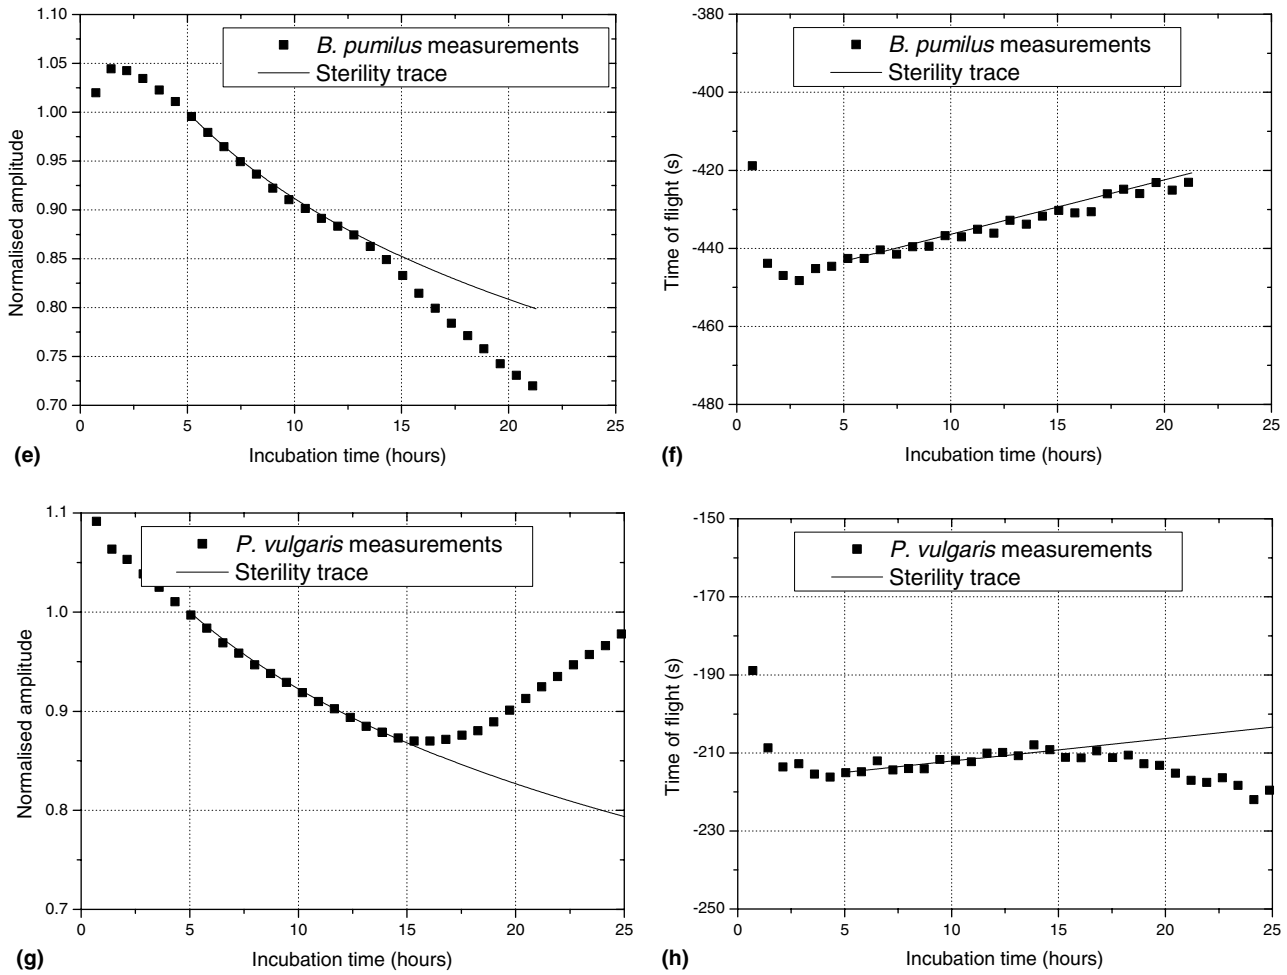 1.10
1.05
1.00
0.95
0.90
0.85
0.80
0.75
0.70
Normalised amplitude
B. pumilus measurements
Sterility trace
0 5 10 15 20 25
(e) Incubation time (hours)
-380
-400
-420
-440
-460
-480
Time of flight (s)
B. pumilus measurements
Sterility trace
0 5 10 15 20 25
(f) Incubation time (hours)
1.1
1.0
0.9
0.8
0.7
Normalised amplitude
P. vulgaris measurements
Sterility trace
0 5 10 15 20 25
(g) Incubation time (hours)
-150
-170
-190
-210
-230
-250
Time of flight (s)
P. vulgaris measurements
Sterility trace
0 5 10 15 20 25
(h) Incubation time (hours)